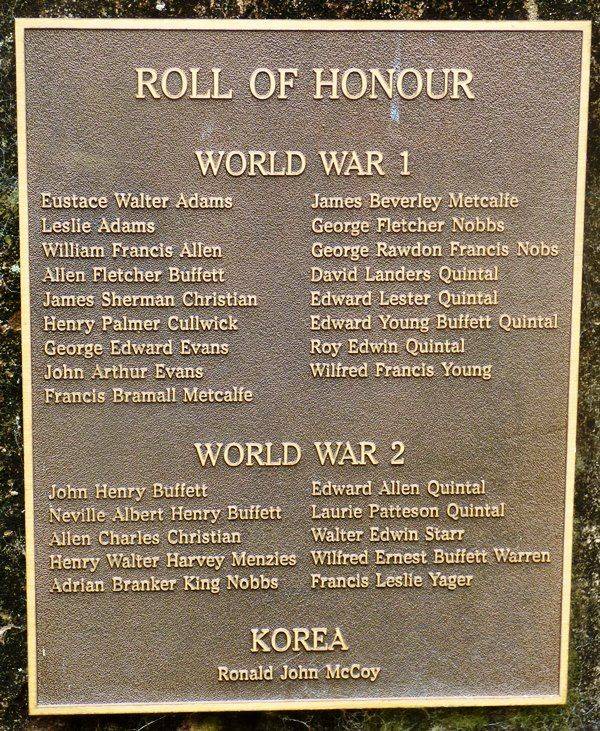 ROLL OF HONOUR
WORLD WAR 1
Eustace Walter Adams
Leslie Adams
William Francis Allen
Allen Fletcher Buffett
James Sherman Christian
Henry Palmer Cullwick
George Edward Evans
John Arthur Evans
Francis Bramall Metcalfe
James Beverley Metcalfe
George Fletcher Nobbs
George Rawdon Francis Nobs
David Landers Quintal
Edward Lester Quintal
Edward Young Buffett Quintal
Roy Edwin Quintal
Wilfred Francis Young
WORLD WAR 2
John Henry Buffett
Neville Albert Henry Buffett
Allen Charles Christian
Henry Walter Harvey Menzies
Adrian Branker King Nobbs
Edward Allen Quintal
Laurie Patteson Quintal
Walter Edwin Starr
Wilfred Ernest Buffett Warren
Francis Leslie Yager
KOREA
Ronald John McCoy